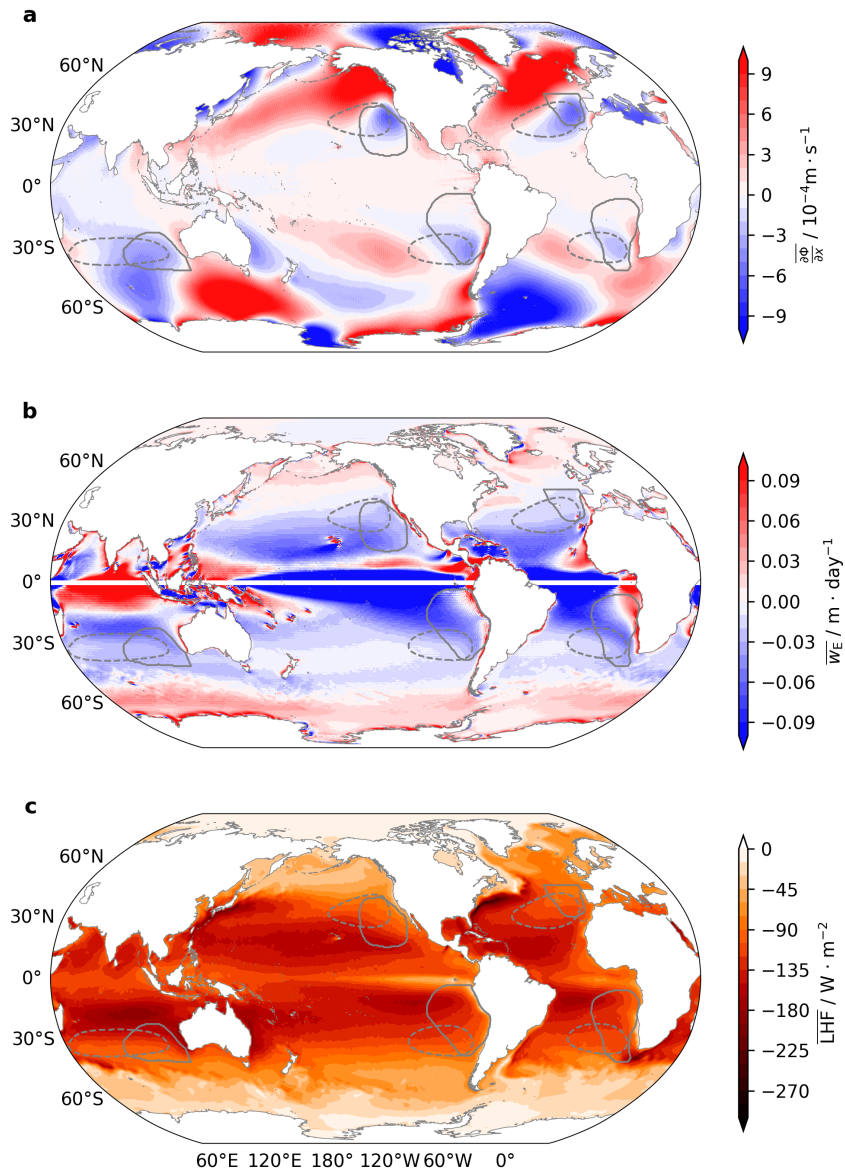 a
60°N
30°N
0°
30°S
60°S
9
6
3
0
−3
−6
−9
∂Φ/∂x / 10⁻⁴m · s⁻¹
b
60°N
30°N
0°
30°S
60°S
0.09
0.06
0.03
0.00
−0.03
−0.06
−0.09
w_E / m · day⁻¹
c
60°N
30°N
0°
30°S
60°S
60°E 120°E 180° 120°W 60°W 0°
0
−45
−90
−135
−180
−225
−270
LHF / W · m⁻²